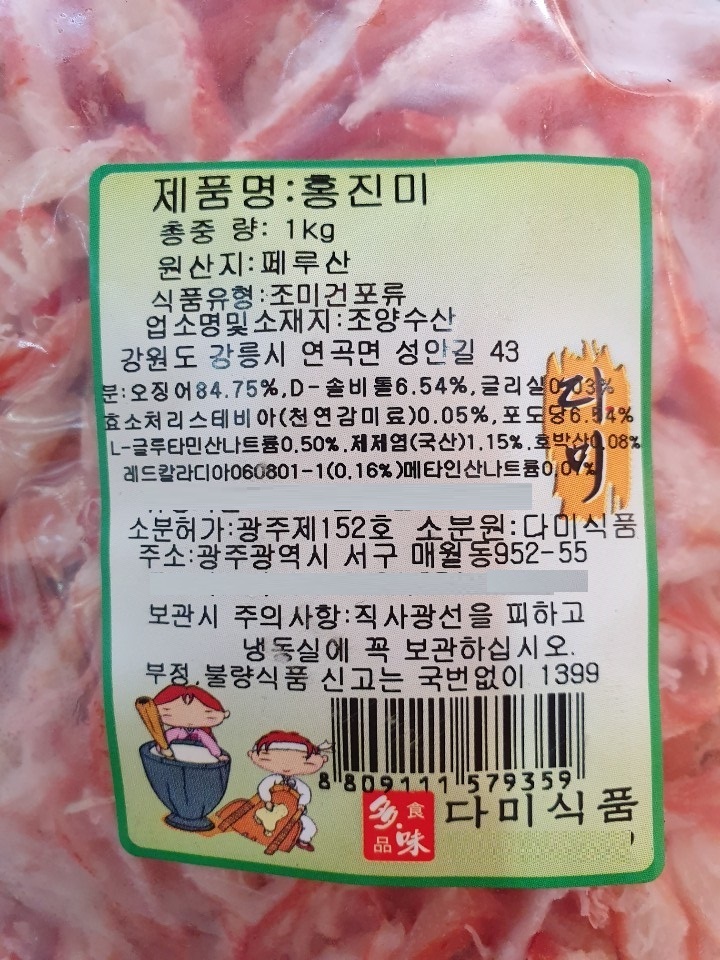 제품명:홍진미
총중 량: 1kg
원산지:페루산
식품유형:조미건포류
업소명및소재지:조양수산
강원도 강릉시 연곡면 성안길 43
분:오징어84.75%,D-솔비톨6.54%,글리실0.03%
효소처리스테비아(천연감미료)0.05%,포도당6.54%
L-글루타민산나트륨0.50%.제제염(국산)1.15%.호박산0.08%
레드칼라디아060801-1(0.16%)메타인산나트륨0.07%
다미
소분허가:광주제152호 소분원:다미식품
주소:광주광역시 서구 매월동952-55
보관시 주의사항:직사광선을 피하고
냉동실에 꼭 보관하십시오.
부정,불량식품 신고는 국번없이 1399
8 809111 579359
多味食品 다미식품